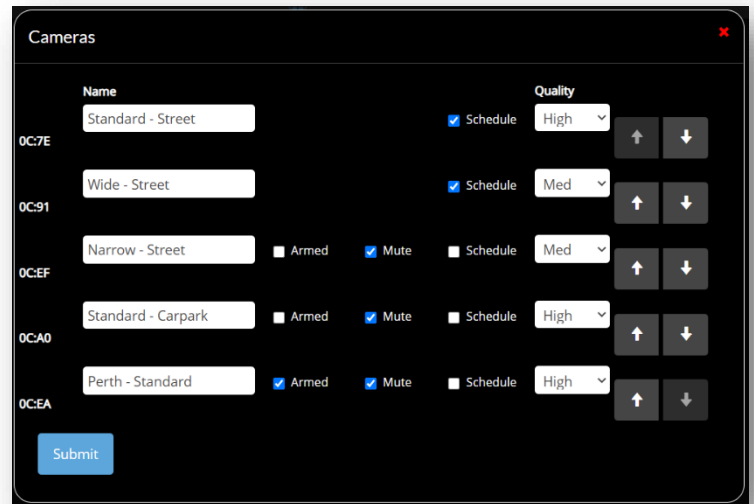 Cameras
Name Quality
Standard - Street Schedule High
0C:7E
Wide - Street Schedule Med
0C:91
Narrow - Street Armed Mute Schedule Med
0C:EF
Standard - Carpark Armed Mute Schedule High
0C:A0
Perth - Standard Armed Mute Schedule High
0C:EA
Submit